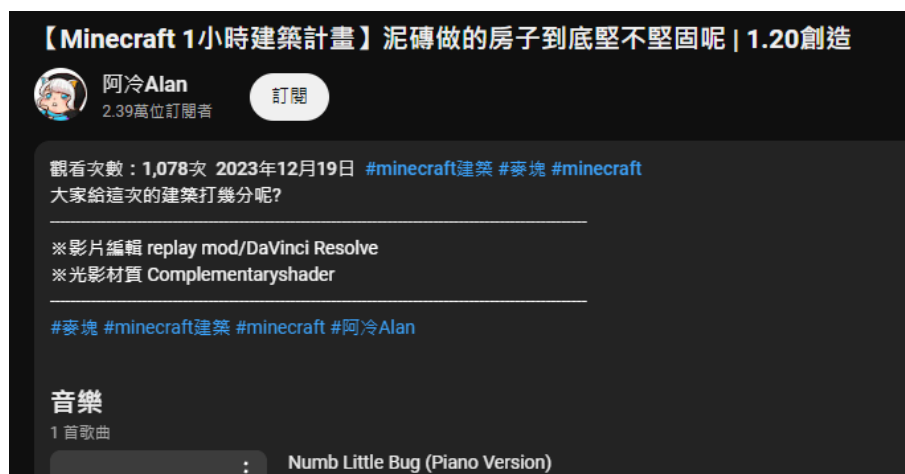 【Minecraft 1小時建築計畫】泥磚做的房子到底堅不堅固呢 | 1.20創造
阿冷Alan
2.39萬位訂閱者
訂閱
觀看次數：1,078次 2023年12月19日 #minecraft建築 #麥塊 #minecraft
大家給這次的建築打幾分呢?
※影片編輯 replay mod/DaVinci Resolve
※光影材質 Complementaryshader
#麥塊 #minecraft建築 #minecraft #阿冷Alan
音樂
1 首歌曲
Numb Little Bug (Piano Version)